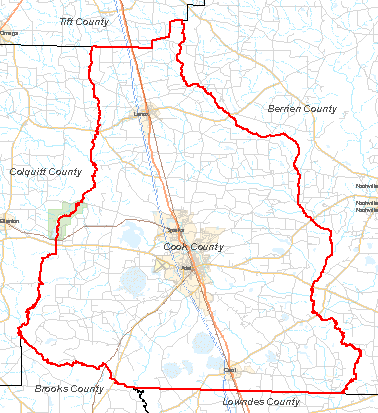 Tift County
Omega
Berrien County
Lenox
Colquitt County
Nashville
Nashville
Nashville
Ellenton
Sparks
Cook County
Adel
Cecil
Brooks County
Lowndes County